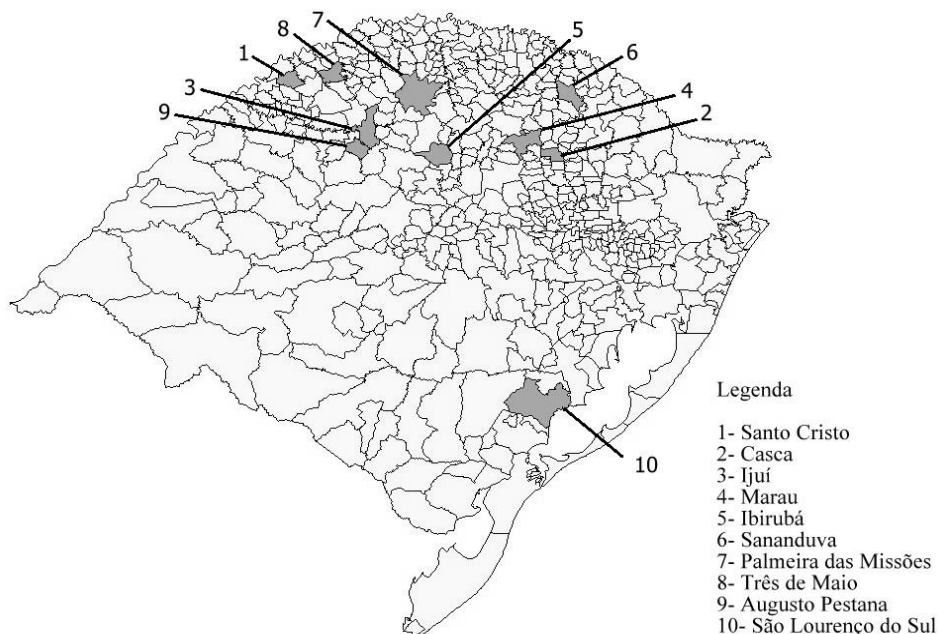 7
5
8
1
6
3
4
9
2
10
Legenda
1- Santo Cristo
2- Casca
3- Ijuí
4- Marau
5- Ibirubá
6- Sananduva
7- Palmeira das Missões
8- Três de Maio
9- Augusto Pestana
10- São Lourenço do Sul